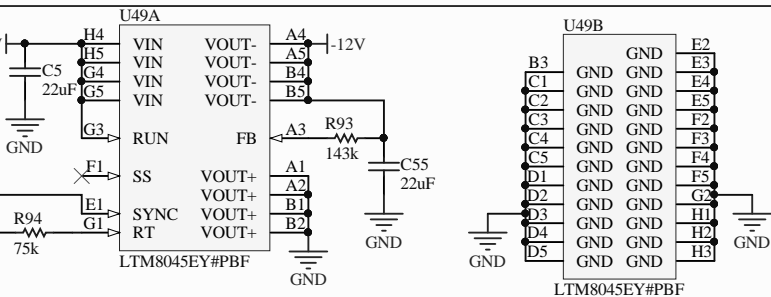 U49A
H4 VIN VOUT- A4 -12V
H5 VIN VOUT- A5
G4 VIN VOUT- B4
G5 VIN VOUT- B5
C5
22uF
GND
G3 RUN FB A3 R93
143k
F1 SS VOUT+ A1
VOUT+ A2
E1 SYNC VOUT+ B1
G1 RT VOUT+ B2
R94
75k
C55
22uF
GND
GND
LTM8045EY#PBF
U49B
GND E2
B3 GND GND E3
C1 GND GND E4
C2 GND GND E5
C3 GND GND F2
C4 GND GND F3
C5 GND GND F4
D1 GND GND F5
D2 GND GND G2
D3 GND GND H1
D4 GND GND H2
D5 GND GND H3
GND
GND
LTM8045EY#PBF